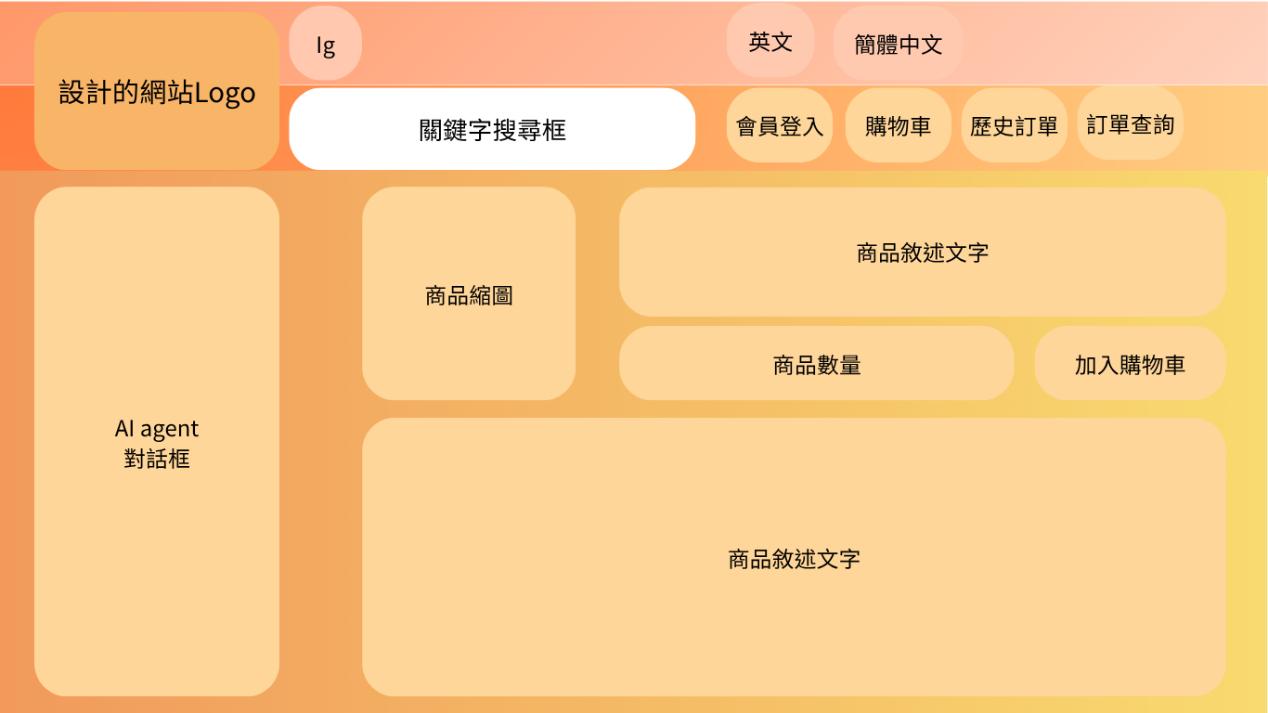 Ig
英文
簡體中文
設計的網站Logo
關鍵字搜尋框
會員登入
購物車
歷史訂單
訂單查詢
AI agent
對話框
商品縮圖
商品敘述文字
商品數量
加入購物車
商品敘述文字